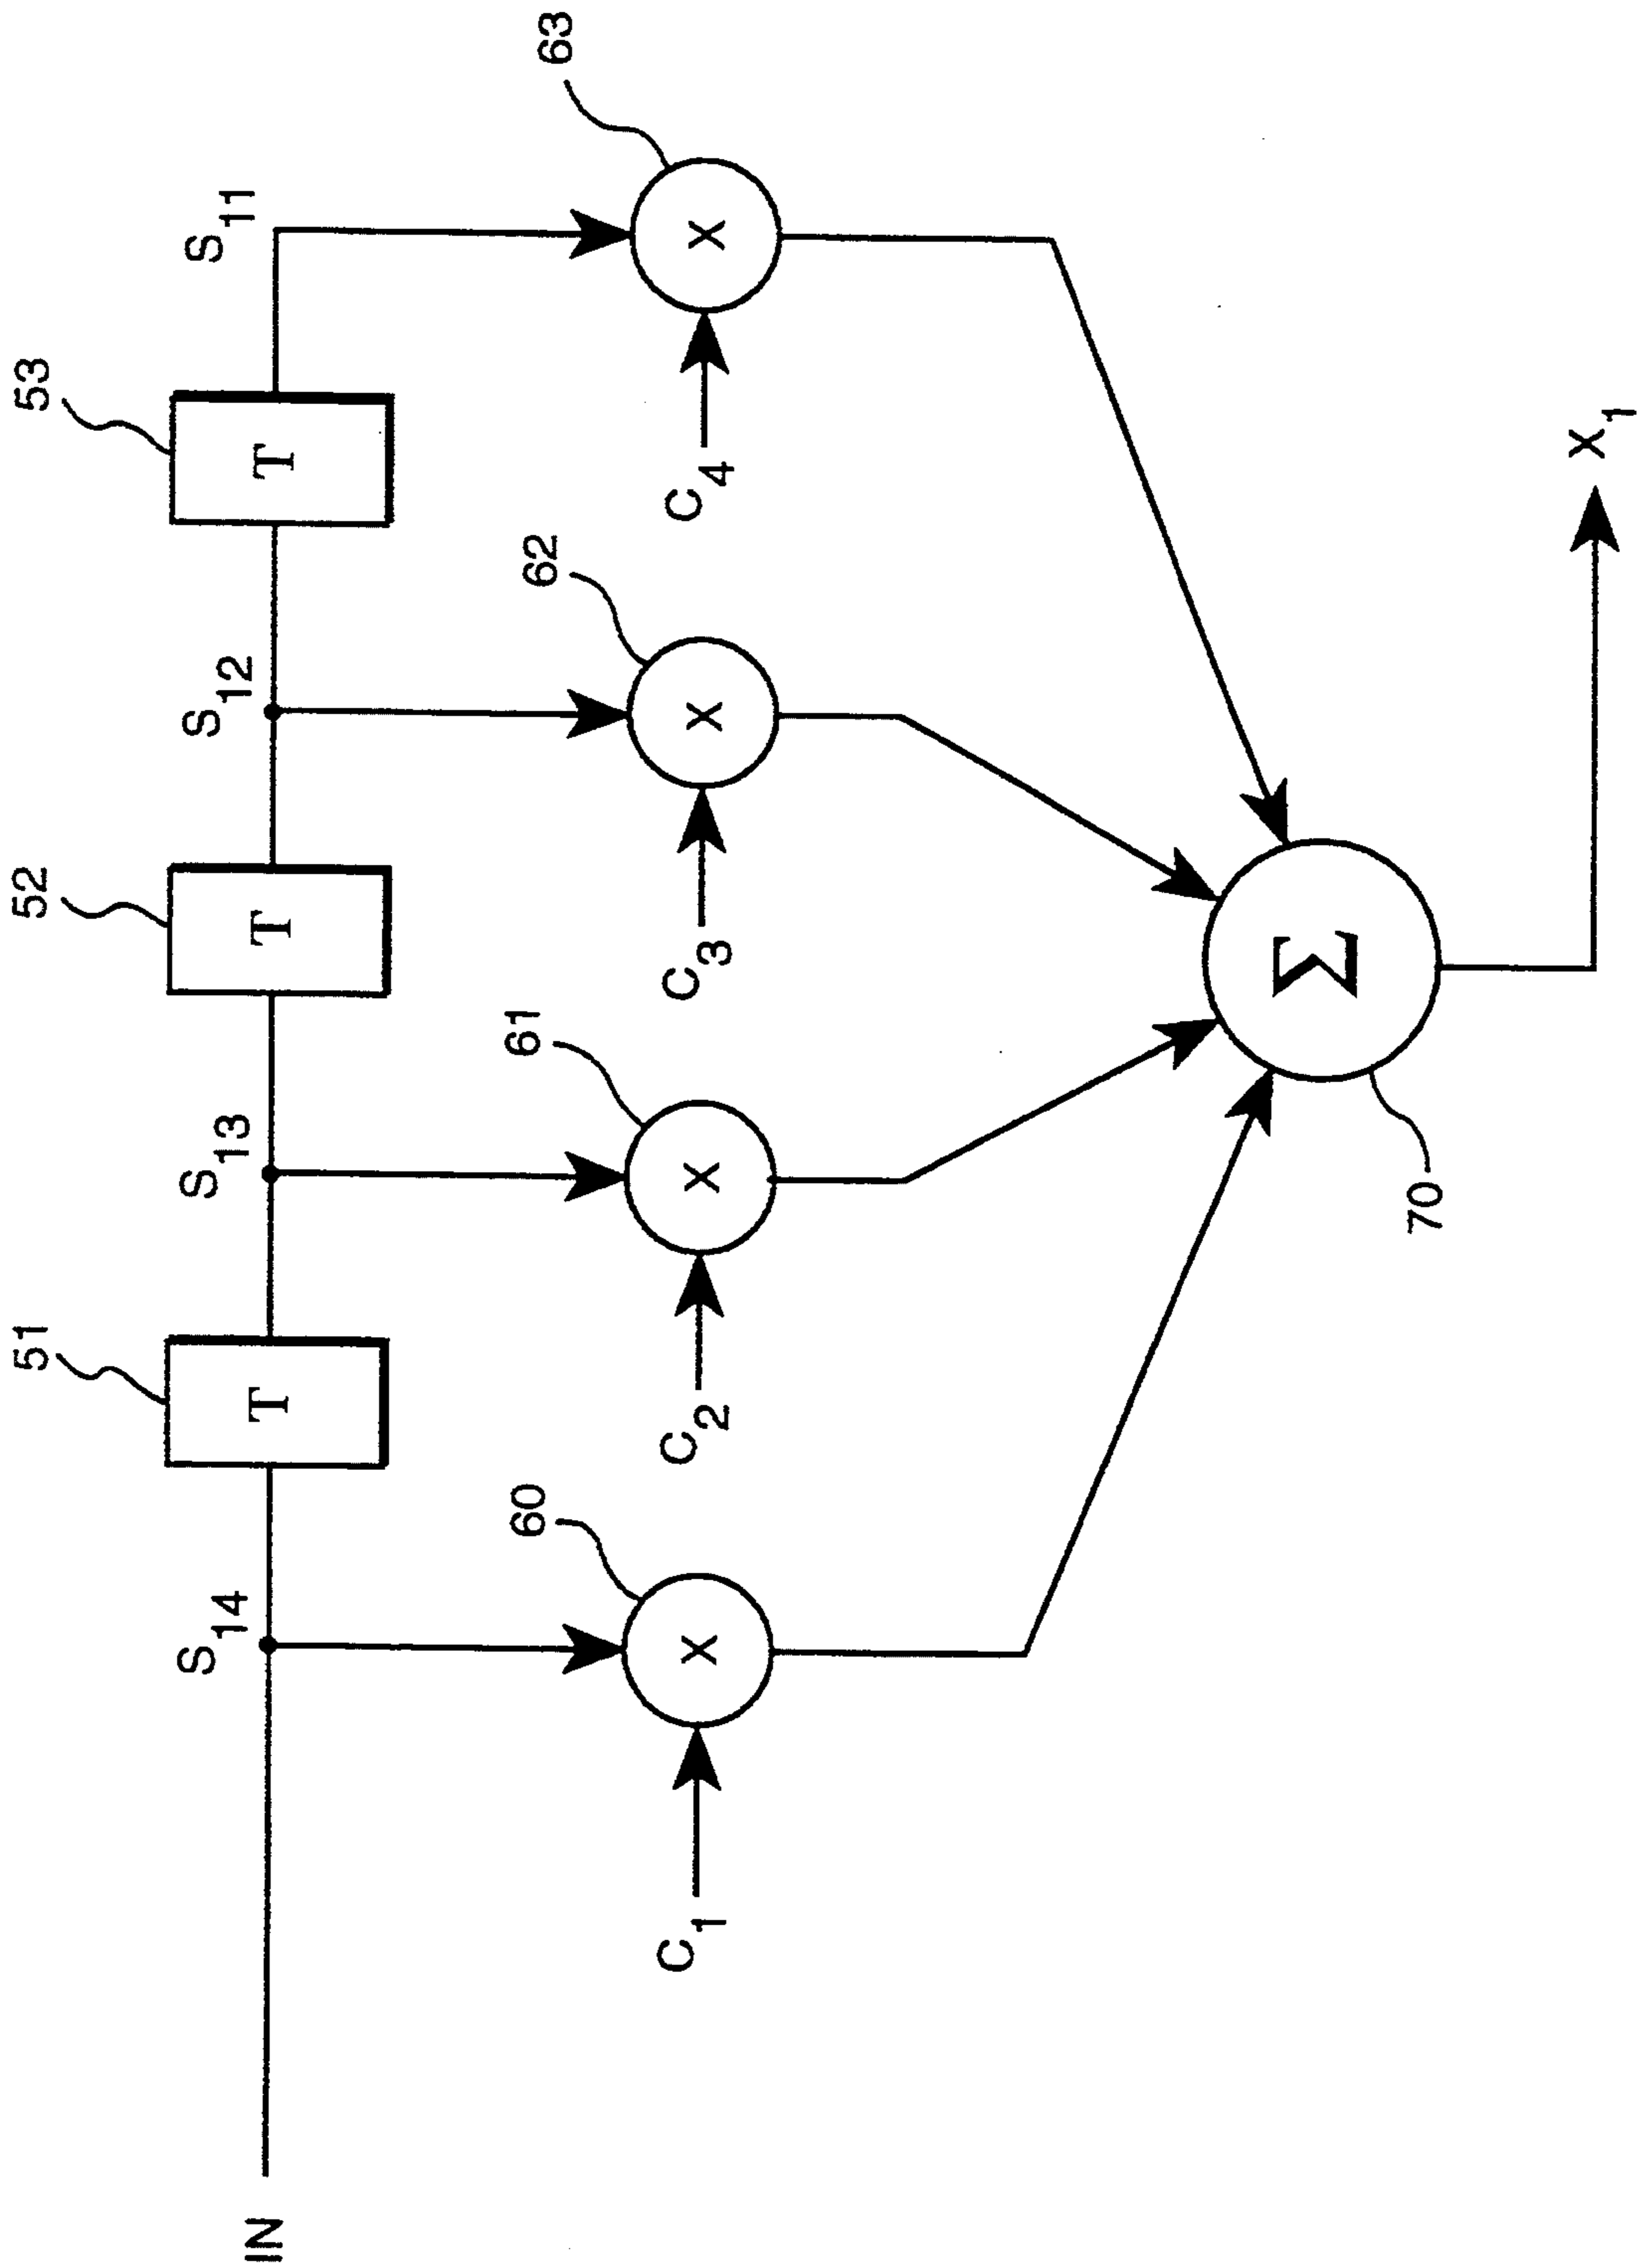 51
52
53
T
T
T
IN
S14
S13
S12
S11
60
61
62
63
X
X
X
X
C1
C2
C3
C4
Σ
70
X1